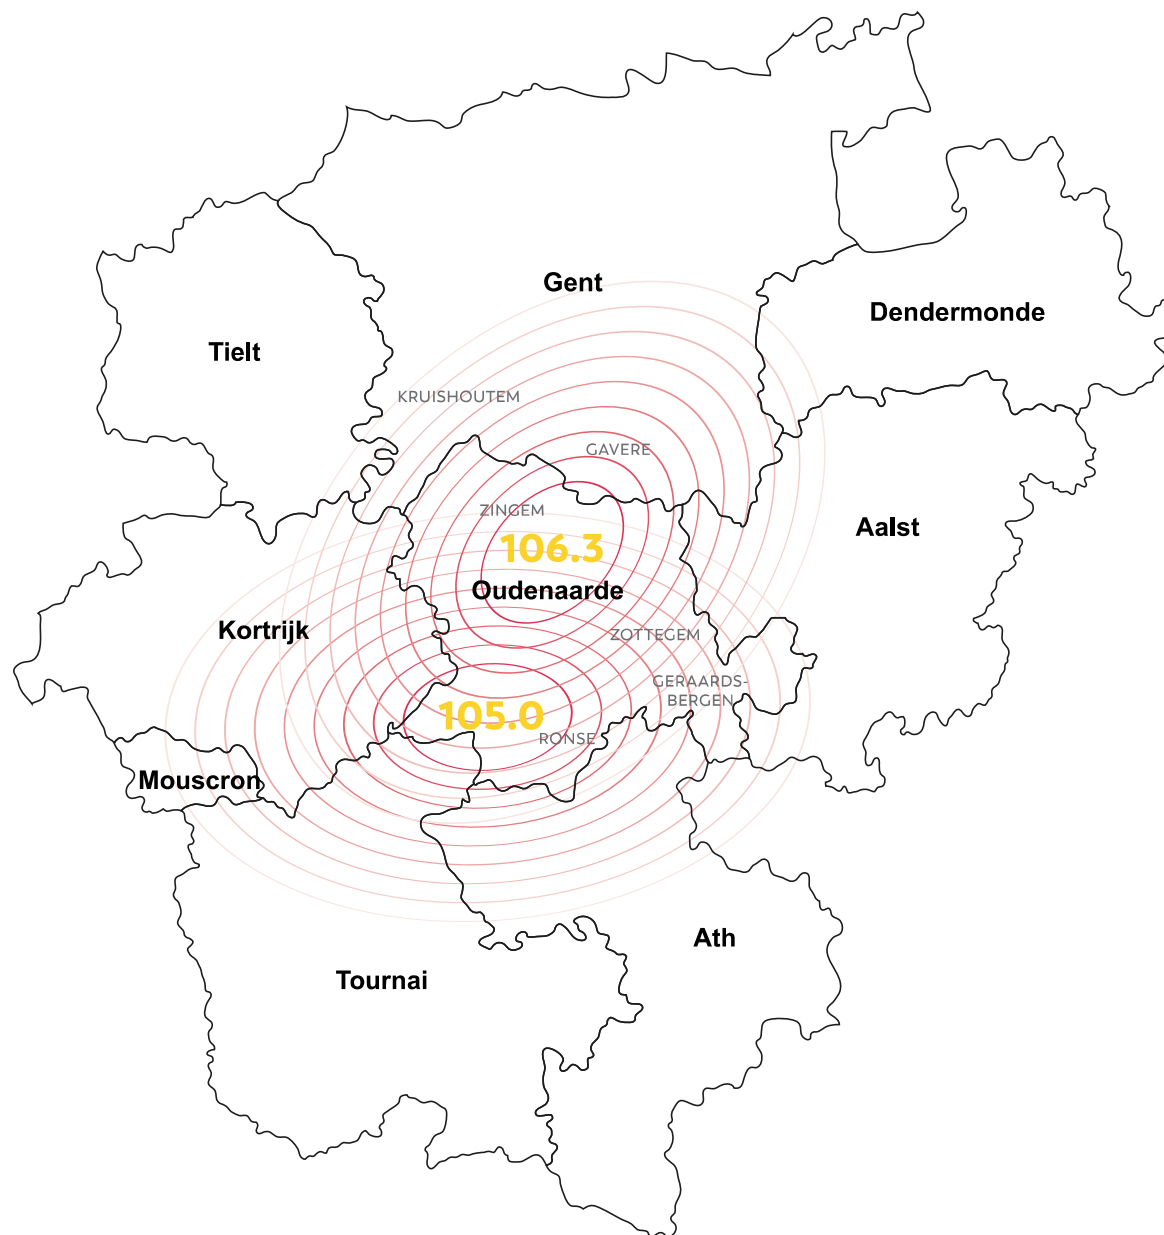 Gent
Dendermonde
Tielt
KRUISHOUTEM
GAVERE
ZINGEM
Aalst
106.3
Oudenaarde
Kortrijk
ZOTTEGEM
GERAARDS-
BERGEN
105.0
RONSE
Mouscron
Ath
Tournai